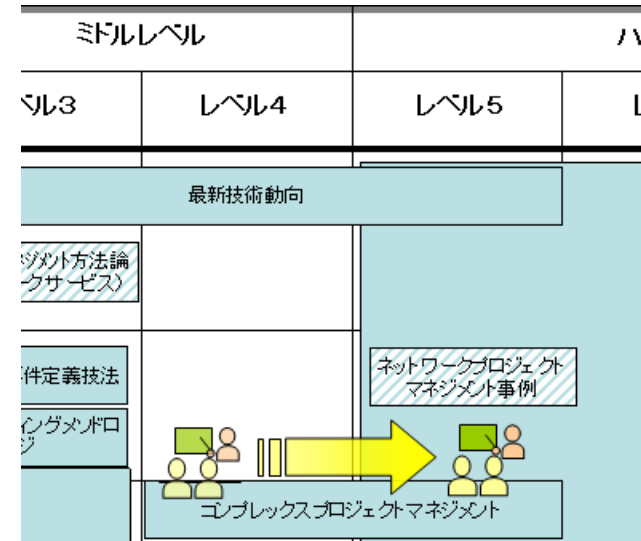 ミドルレベル
ハ
ベル3
レベル4
レベル5
レ
最新技術動向
ネジメント方法論
ークサービス)
件定義技法
ィングメソドロ
ジ
ネットワークプロジェクト
マネジメント事例
コンプレックスプロジェクトマネジメント